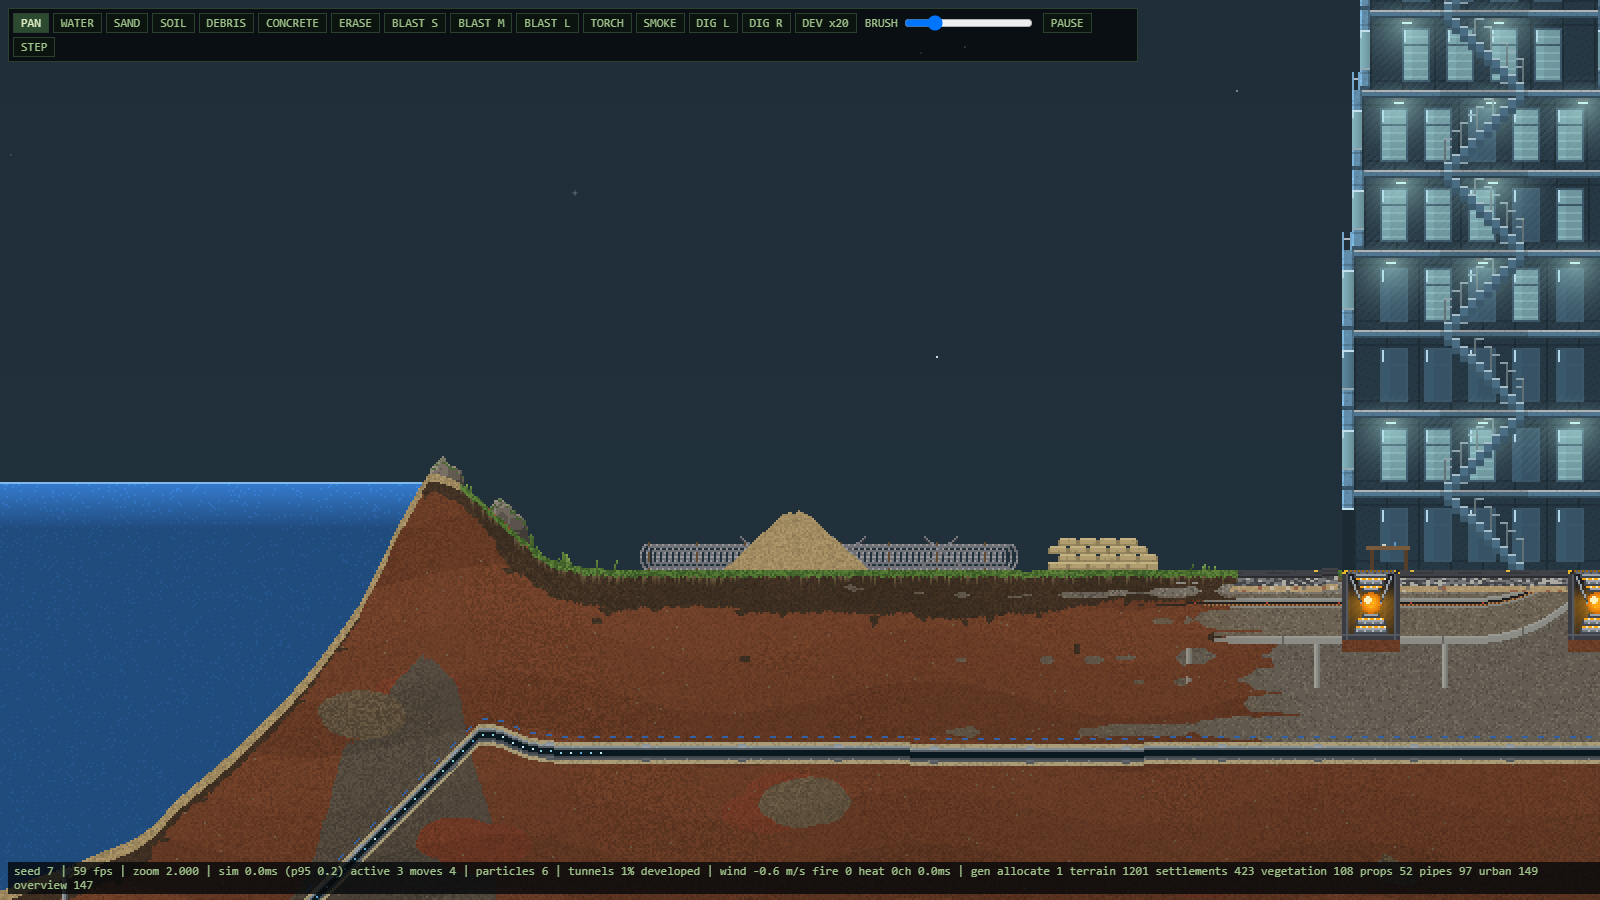 PAN WATER SAND SOIL DEBRIS CONCRETE ERASE BLAST S BLAST M BLAST L TORCH SMOKE DIG L DIG R DEV x20 BRUSH PAUSE
STEP
seed 7 | 59 fps | zoom 2.000 | sim 0.0ms (p95 0.2) active 3 moves 4 | particles 6 | tunnels 1% developed | wind -0.6 m/s fire 0 heat 0ch 0.0ms | gen allocate 1 terrain 1201 settlements 423 vegetation 108 props 52 pipes 97 urban 149
overview 147